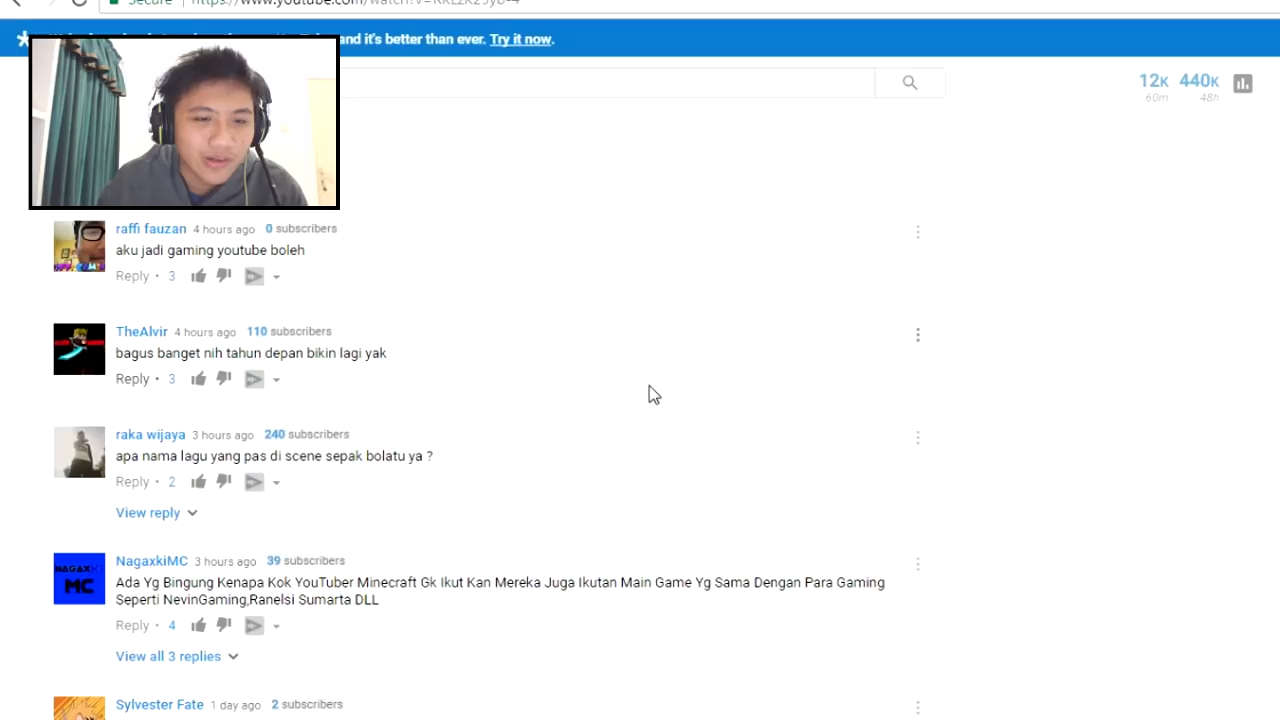 Secure
and it's better than ever. Try it now.
12K 440K
60m 48h
raffi fauzan 4 hours ago 0 subscribers
aku jadi gaming youtube boleh
Reply • 3
TheAlvir 4 hours ago 110 subscribers
bagus banget nih tahun depan bikin lagi yak
Reply • 3
raka wijaya 3 hours ago 240 subscribers
apa nama lagu yang pas di scene sepak bolatu ya ?
Reply • 2
View reply
NAGAXKI
MC
NagaxkiMC 3 hours ago 39 subscribers
Ada Yg Bingung Kenapa Kok YouTuber Minecraft Gk Ikut Kan Mereka Juga Ikutan Main Game Yg Sama Dengan Para Gaming
Seperti NevinGaming,Ranelsi Sumarta DLL
Reply • 4
View all 3 replies
Sylvester Fate 1 day ago 2 subscribers